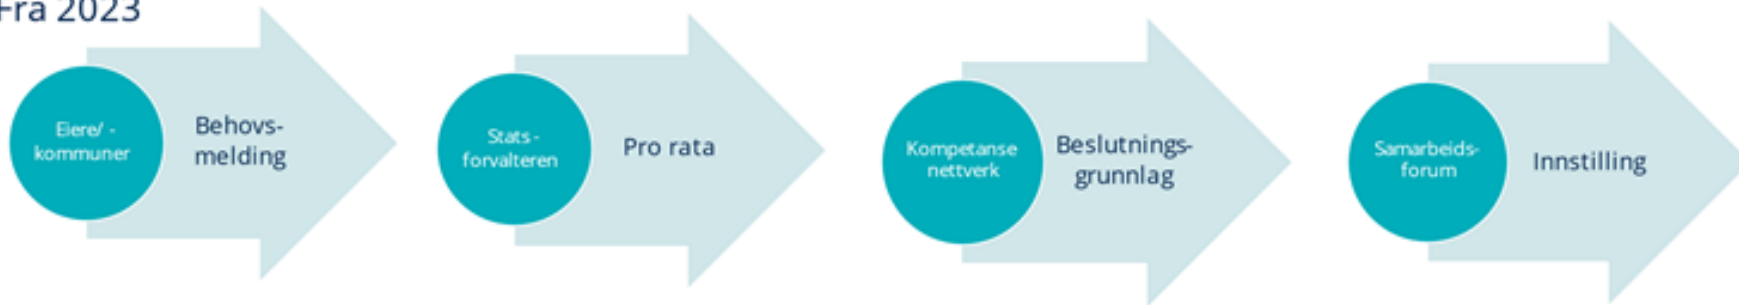 Fra 2023
Eiere/ -
kommuner
Behovs-
melding
Stats-
forvalteren
Pro rata
Kompetanse
nettverk
Beslutnings-
grunnlag
Samarbeids-
forum
Innstilling